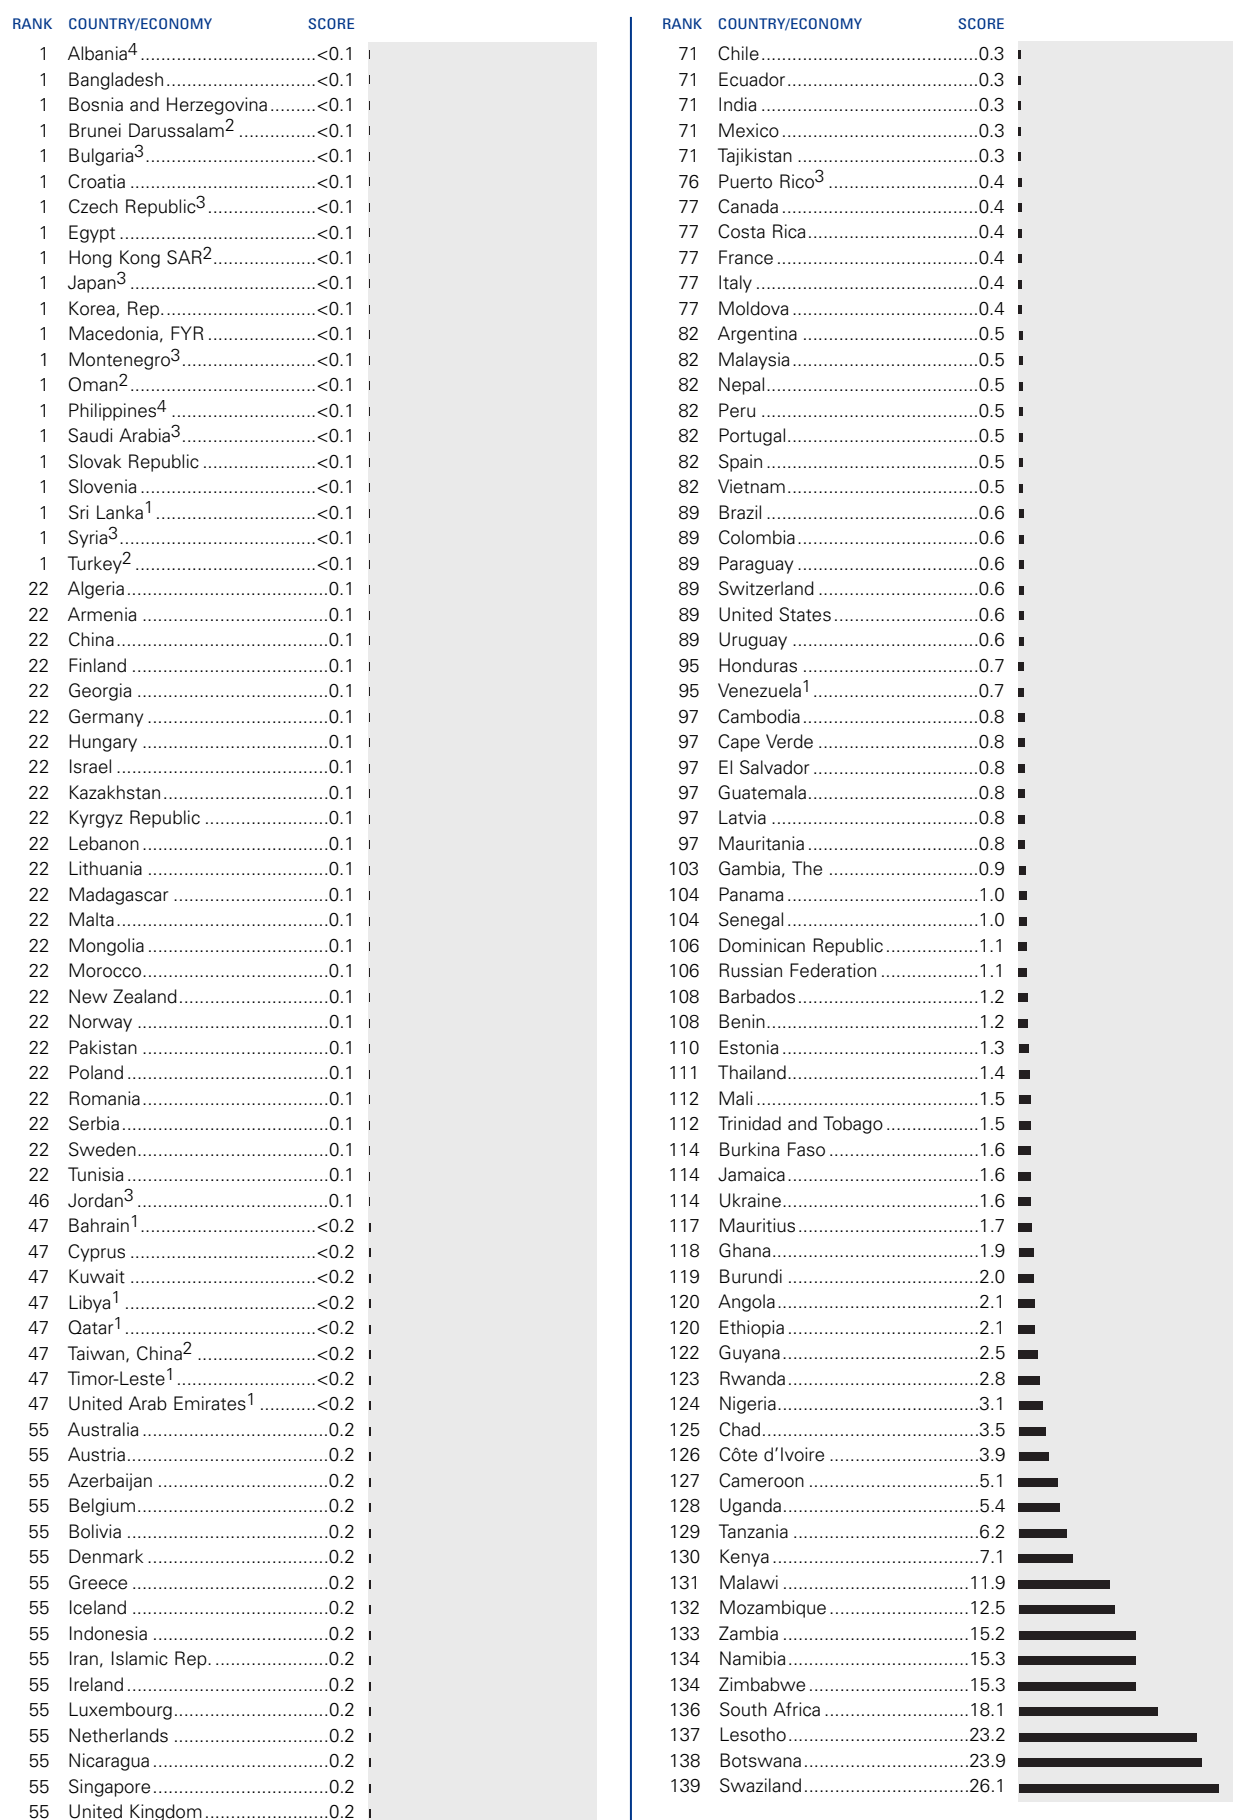 RANK COUNTRY/ECONOMY SCORE
1 Albania4 <0.1
1 Bangladesh <0.1
1 Bosnia and Herzegovina <0.1
1 Brunei Darussalam2 <0.1
1 Bulgaria3 <0.1
1 Croatia <0.1
1 Czech Republic3 <0.1
1 Egypt <0.1
1 Hong Kong SAR2 <0.1
1 Japan3 <0.1
1 Korea, Rep. <0.1
1 Macedonia, FYR <0.1
1 Montenegro3 <0.1
1 Oman2 <0.1
1 Philippines4 <0.1
1 Saudi Arabia3 <0.1
1 Slovak Republic <0.1
1 Slovenia <0.1
1 Sri Lanka1 <0.1
1 Syria3 <0.1
1 Turkey2 <0.1
22 Algeria 0.1
22 Armenia 0.1
22 China 0.1
22 Finland 0.1
22 Georgia 0.1
22 Germany 0.1
22 Hungary 0.1
22 Israel 0.1
22 Kazakhstan 0.1
22 Kyrgyz Republic 0.1
22 Lebanon 0.1
22 Lithuania 0.1
22 Madagascar 0.1
22 Malta 0.1
22 Mongolia 0.1
22 Morocco 0.1
22 New Zealand 0.1
22 Norway 0.1
22 Pakistan 0.1
22 Poland 0.1
22 Romania 0.1
22 Serbia 0.1
22 Sweden 0.1
22 Tunisia 0.1
46 Jordan3 0.1
47 Bahrain1 <0.2
47 Cyprus <0.2
47 Kuwait <0.2
47 Libya1 <0.2
47 Qatar1 <0.2
47 Taiwan, China2 <0.2
47 Timor-Leste1 <0.2
47 United Arab Emirates1 <0.2
55 Australia 0.2
55 Austria 0.2
55 Azerbaijan 0.2
55 Belgium 0.2
55 Bolivia 0.2
55 Denmark 0.2
55 Greece 0.2
55 Iceland 0.2
55 Indonesia 0.2
55 Iran, Islamic Rep. 0.2
55 Ireland 0.2
55 Luxembourg 0.2
55 Netherlands 0.2
55 Nicaragua 0.2
55 Singapore 0.2
55 United Kingdom 0.2
RANK COUNTRY/ECONOMY SCORE
71 Chile 0.3
71 Ecuador 0.3
71 India 0.3
71 Mexico 0.3
71 Tajikistan 0.3
76 Puerto Rico3 0.4
77 Canada 0.4
77 Costa Rica 0.4
77 France 0.4
77 Italy 0.4
77 Moldova 0.4
82 Argentina 0.5
82 Malaysia 0.5
82 Nepal 0.5
82 Peru 0.5
82 Portugal 0.5
82 Spain 0.5
82 Vietnam 0.5
89 Brazil 0.6
89 Colombia 0.6
89 Paraguay 0.6
89 Switzerland 0.6
89 United States 0.6
89 Uruguay 0.6
95 Honduras 0.7
95 Venezuela1 0.7
97 Cambodia 0.8
97 Cape Verde 0.8
97 El Salvador 0.8
97 Guatemala 0.8
97 Latvia 0.8
97 Mauritania 0.8
103 Gambia, The 0.9
104 Panama 1.0
104 Senegal 1.0
106 Dominican Republic 1.1
106 Russian Federation 1.1
108 Barbados 1.2
108 Benin 1.2
110 Estonia 1.3
111 Thailand 1.4
112 Mali 1.5
112 Trinidad and Tobago 1.5
114 Burkina Faso 1.6
114 Jamaica 1.6
114 Ukraine 1.6
117 Mauritius 1.7
118 Ghana 1.9
119 Burundi 2.0
120 Angola 2.1
120 Ethiopia 2.1
122 Guyana 2.5
123 Rwanda 2.8
124 Nigeria 3.1
125 Chad 3.5
126 Côte d’Ivoire 3.9
127 Cameroon 5.1
128 Uganda 5.4
129 Tanzania 6.2
130 Kenya 7.1
131 Malawi 11.9
132 Mozambique 12.5
133 Zambia 15.2
134 Namibia 15.3
134 Zimbabwe 15.3
136 South Africa 18.1
137 Lesotho 23.2
138 Botswana 23.9
139 Swaziland 26.1